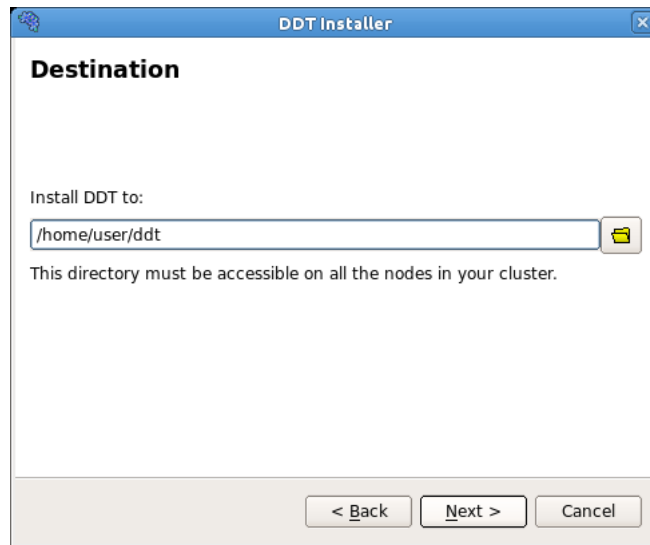 DDT Installer
Destination
Install DDT to:
/home/user/ddt
This directory must be accessible on all the nodes in your cluster.
< Back Next > Cancel